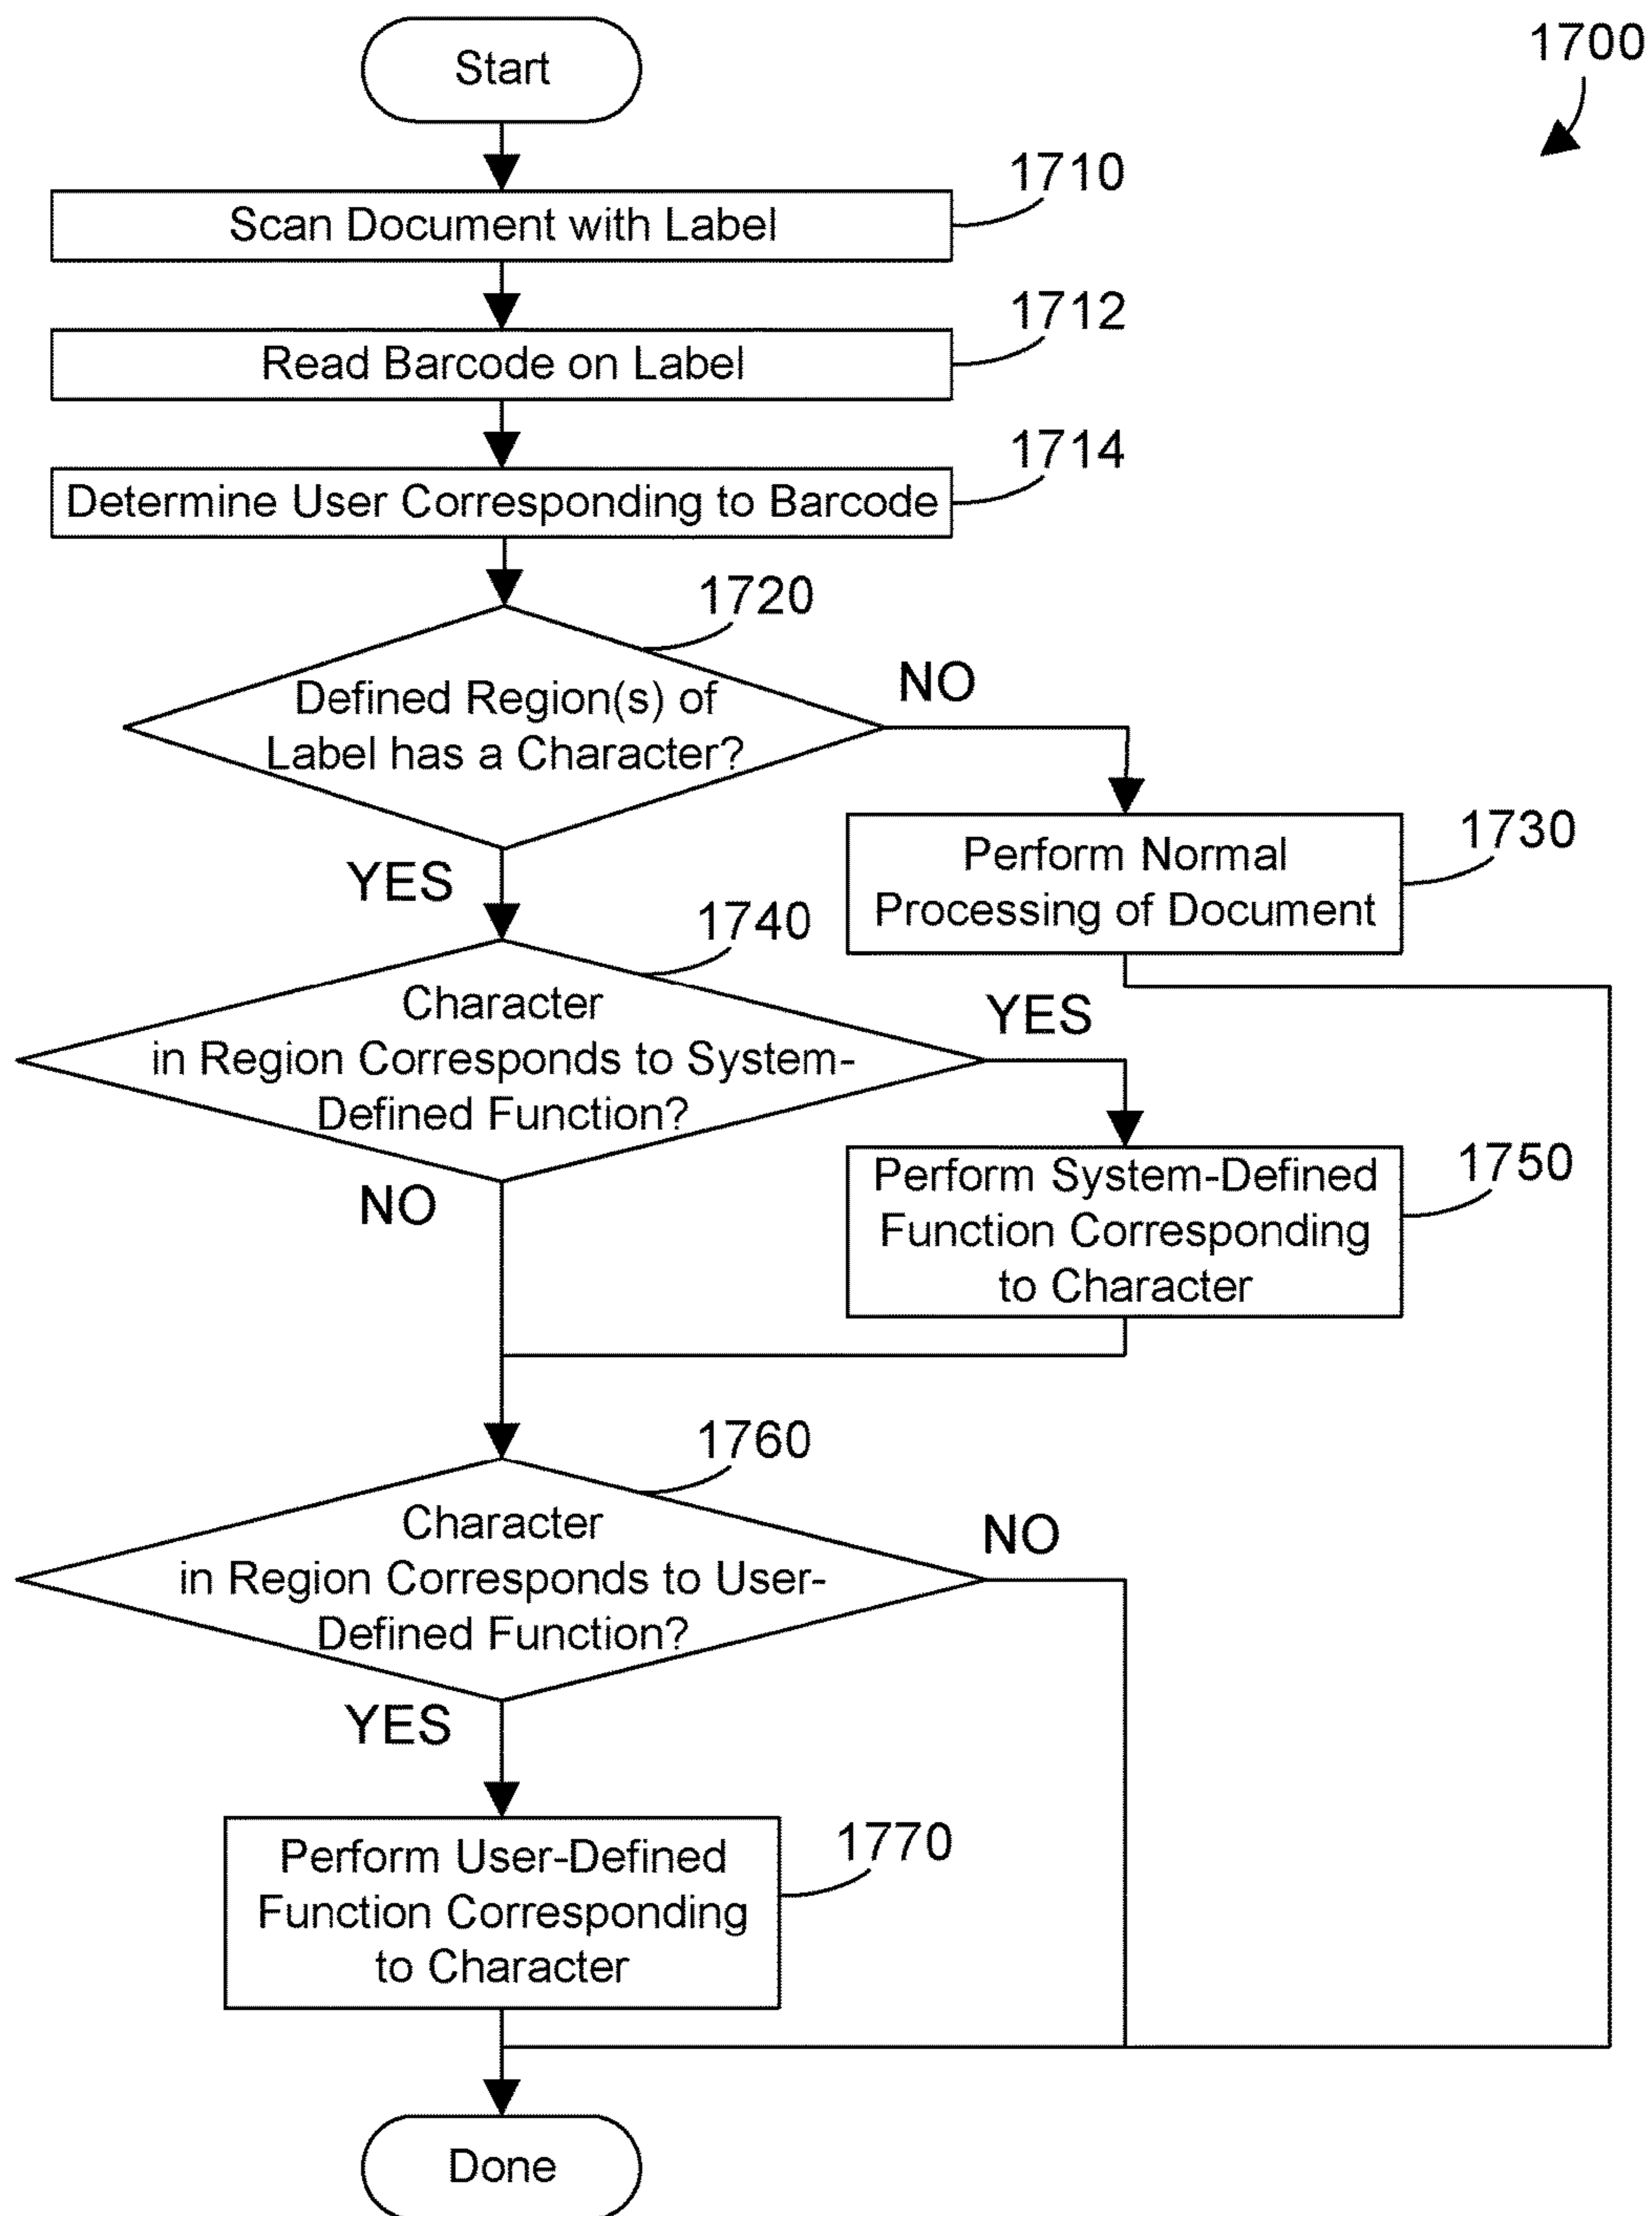 1700
Start
1710
Scan Document with Label
1712
Read Barcode on Label
1714
Determine User Corresponding to Barcode
1720
Defined Region(s) of
Label has a Character?
NO
YES
1730
Perform Normal
Processing of Document
1740
Character
in Region Corresponds to System-
Defined Function?
YES
NO
1750
Perform System-Defined
Function Corresponding
to Character
1760
Character
in Region Corresponds to User-
Defined Function?
NO
YES
1770
Perform User-Defined
Function Corresponding
to Character
Done